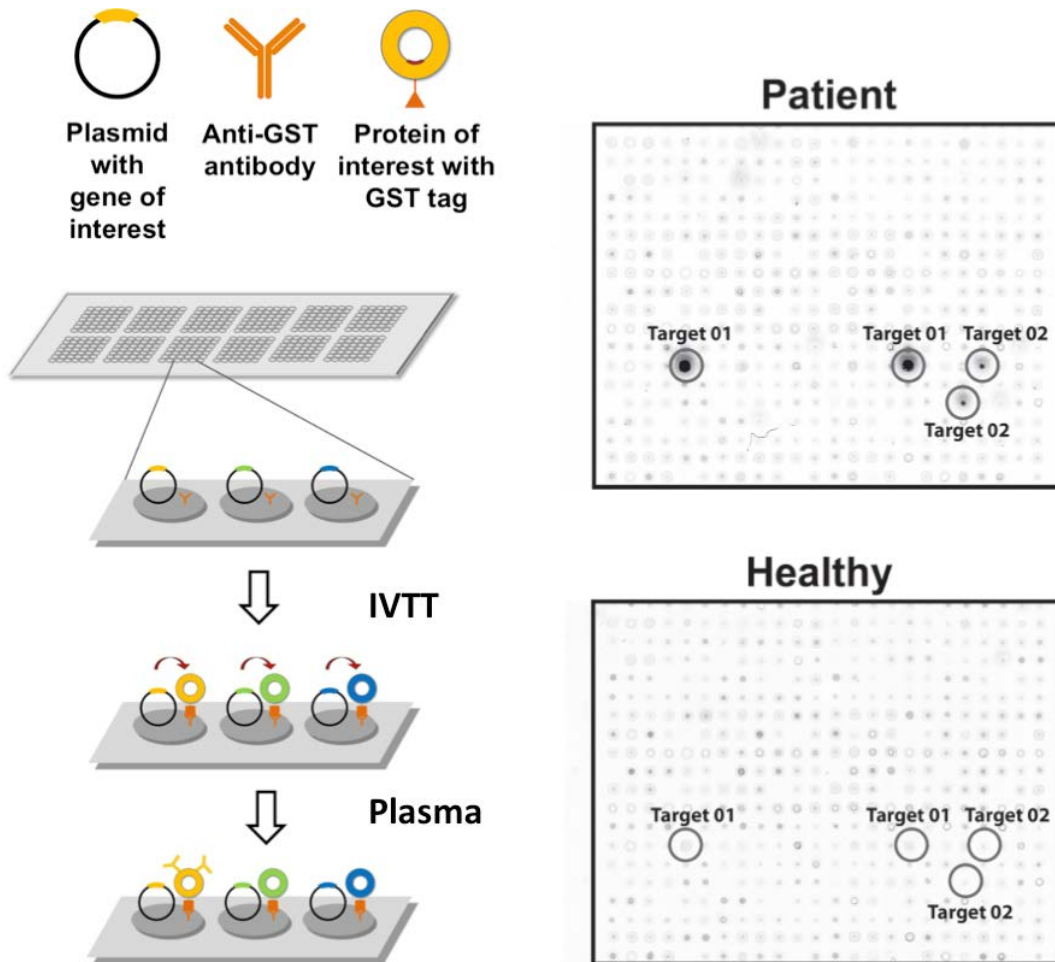 Plasmid
with
gene of
interest
Anti-GST
antibody
Protein of
interest with
GST tag
IVTT
Plasma
Patient
Target 01
Target 01
Target 02
Target 02
Healthy
Target 01
Target 01
Target 02
Target 02